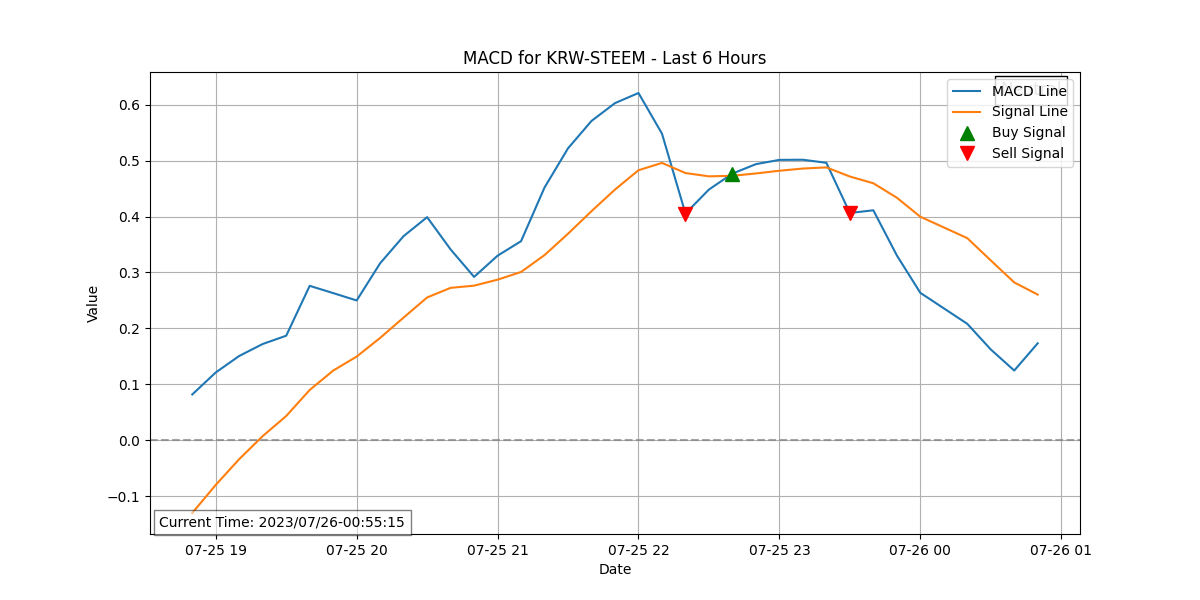 MACD for KRW-STEEM - Last 6 Hours
MACD Line
Signal Line
Buy Signal
Sell Signal
Value
0.6
0.5
0.4
0.3
0.2
0.1
0.0
−0.1
Current Time: 2023/07/26-00:55:15
07-25 19
07-25 20
07-25 21
07-25 22
07-25 23
07-26 00
07-26 01
Date